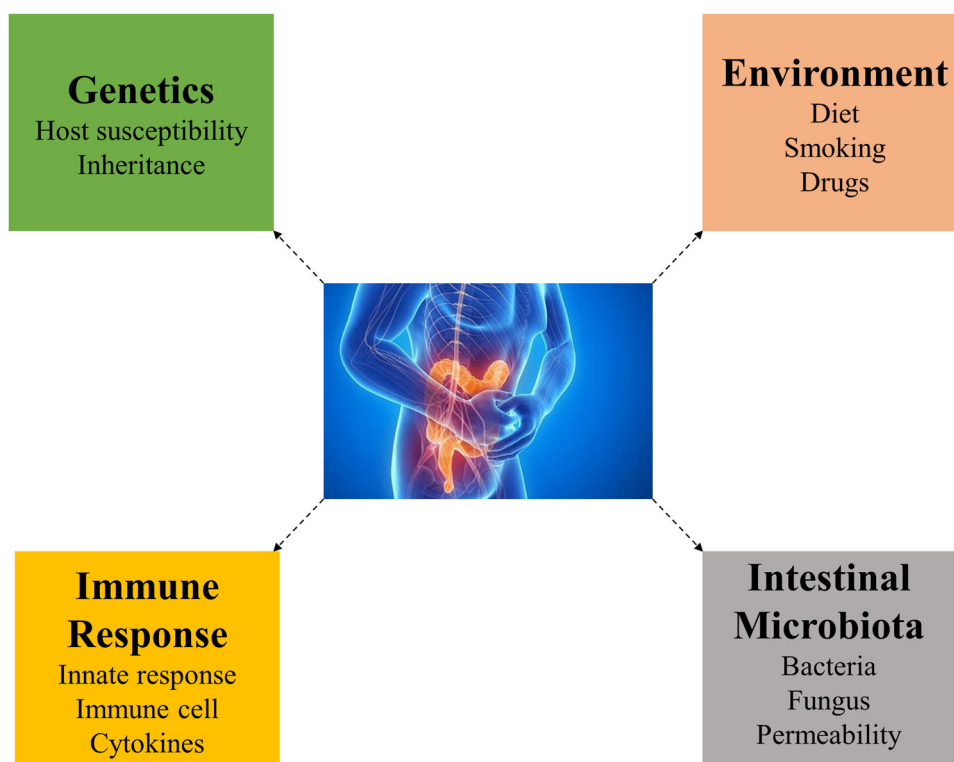 Genetics
Host susceptibility
Inheritance
Environment
Diet
Smoking
Drugs
Immune
Response
Innate response
Immune cell
Cytokines
Intestinal
Microbiota
Bacteria
Fungus
Permeability